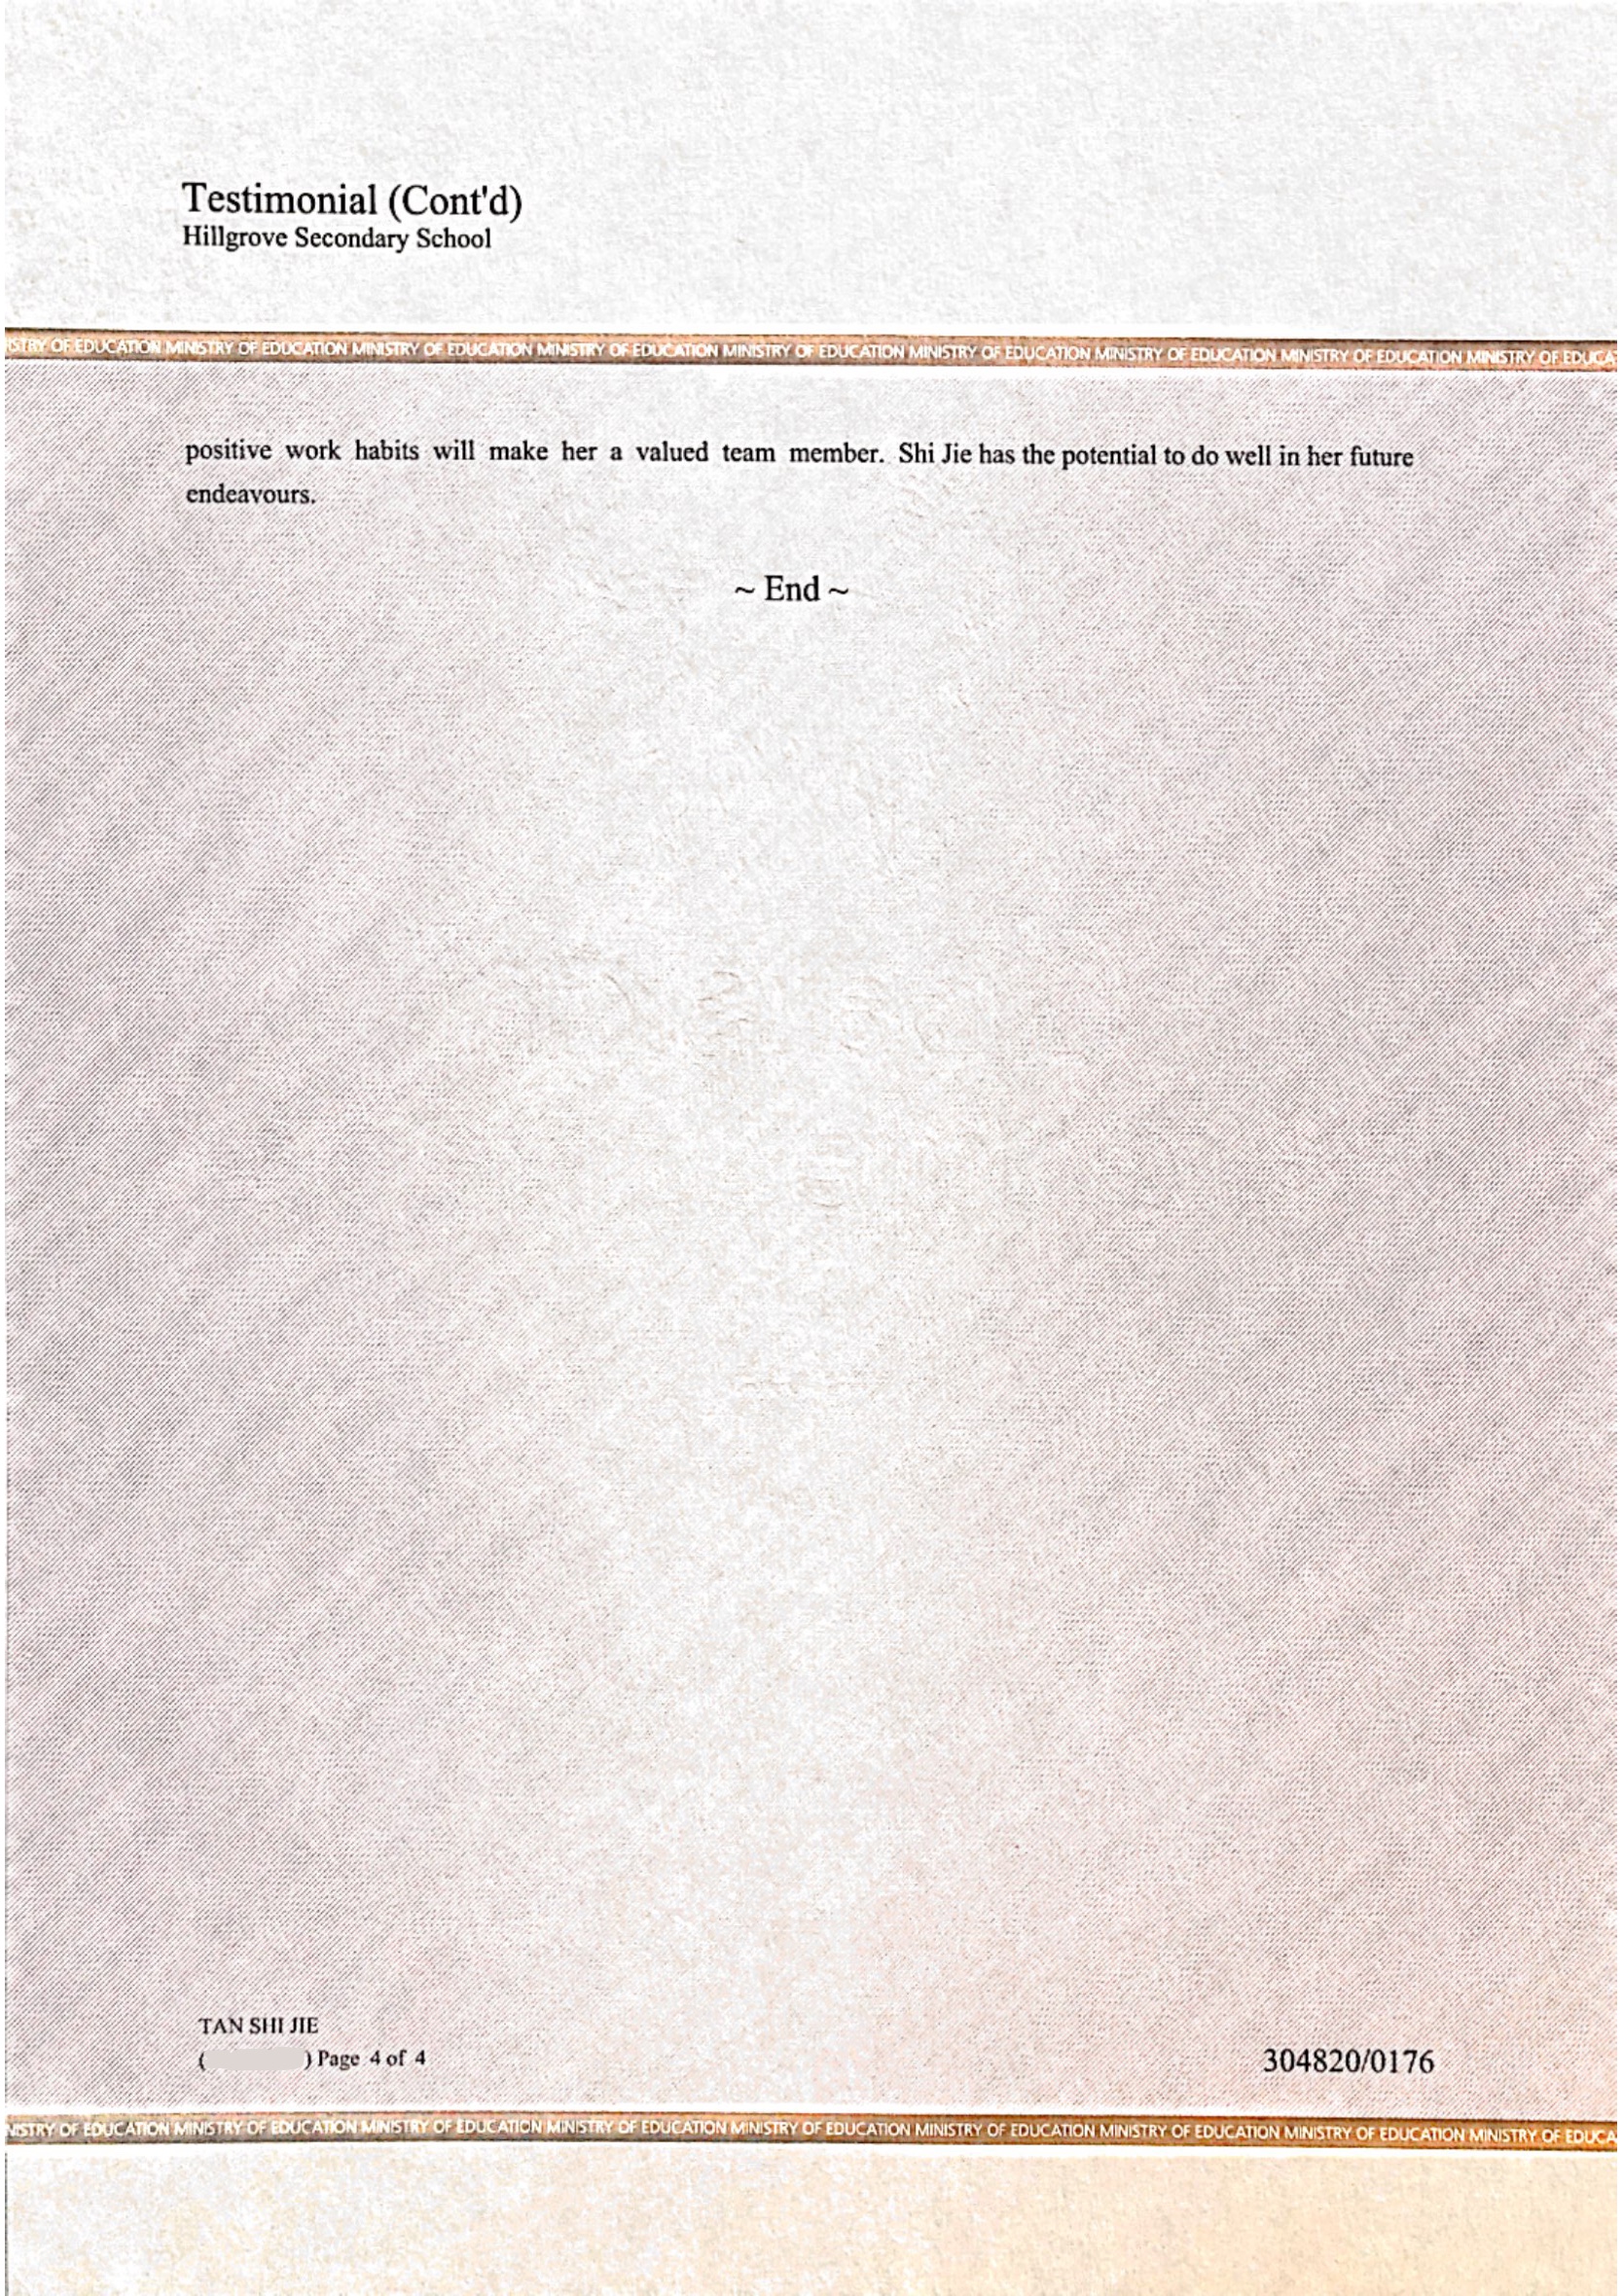 Testimonial (Cont'd)
Hillgrove Secondary School
ISTRY OF EDUCATION MINISTRY OF EDUCATION MINISTRY OF EDUCATION MINISTRY OF EDUCATION MINISTRY OF EDUCATION MINISTRY OF EDUCATION MINISTRY OF EDUCATION MINISTRY OF EDUCATION MINISTRY OF EDUCA
positive work habits will make her a valued team member. Shi Jie has the potential to do well in her future
endeavours.
~ End ~
TAN SHI JIE
( ) Page 4 of 4
304820/0176
NISTRY OF EDUCATION MINISTRY OF EDUCATION MINISTRY OF EDUCATION MINISTRY OF EDUCATION MINISTRY OF EDUCATION MINISTRY OF EDUCATION MINISTRY OF EDUCATION MINISTRY OF EDUCATION MINISTRY OF EDUCA